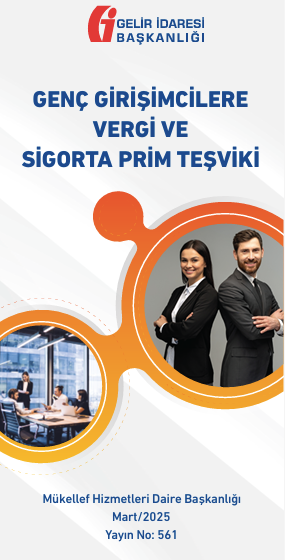 GELİR İDARESİ
BAŞKANLIĞI
GENÇ GİRİŞİMCİLERE
VERGİ VE
SİGORTA PRİM TEŞVİKİ
Mükellef Hizmetleri Daire Başkanlığı
Mart/2025
Yayın No: 561